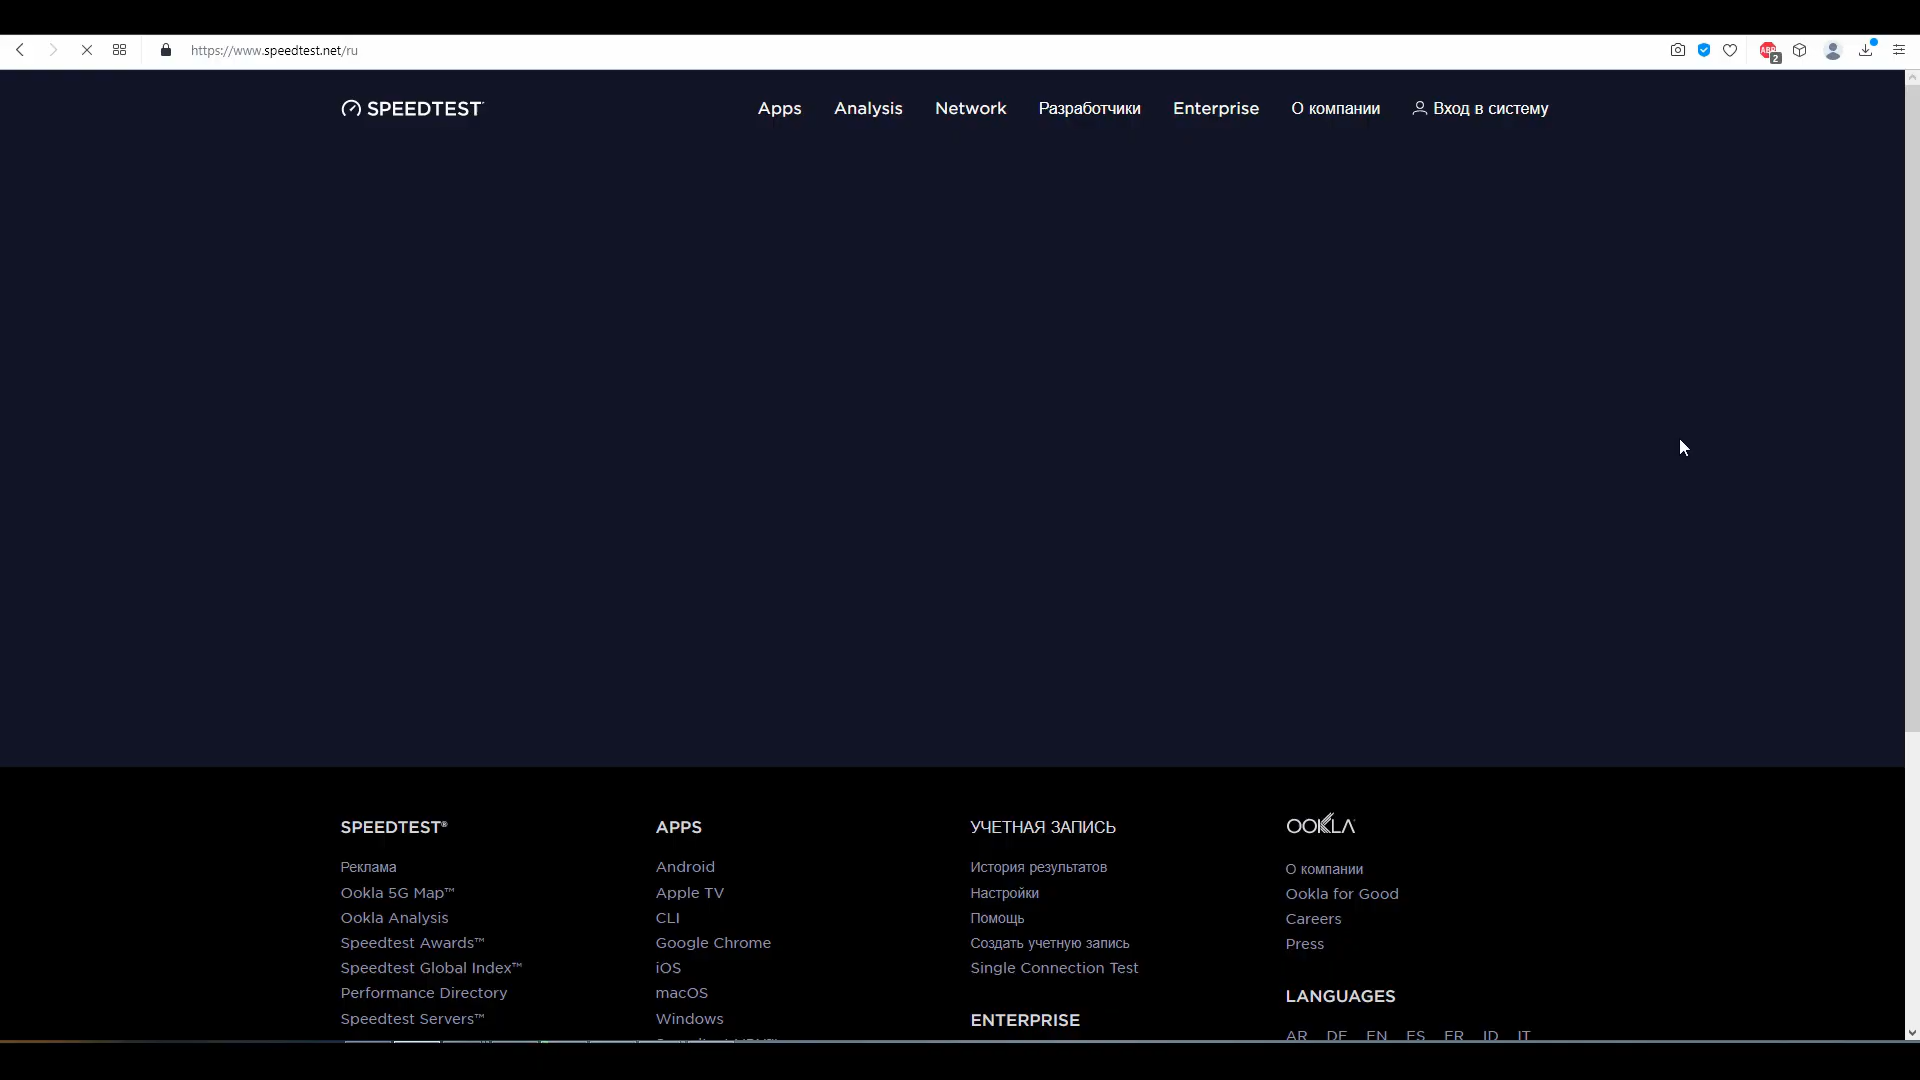 https://www.speedtest.net/ru
2
SPEEDTEST
Apps
Analysis
Network
Разработчики
Enterprise
О компании
Вход в систему
SPEEDTEST®
Реклама
Ookla 5G Map™
Ookla Analysis
Speedtest Awards™
Speedtest Global Index™
Performance Directory
Speedtest Servers™
APPS
Android
Apple TV
CLI
Google Chrome
iOS
macOS
Windows
УЧЕТНАЯ ЗАПИСЬ
История результатов
Настройки
Помощь
Создать учетную запись
Single Connection Test
ENTERPRISE
OOKLA
О компании
Ookla for Good
Careers
Press
LANGUAGES
AR DE EN ES FR ID IT